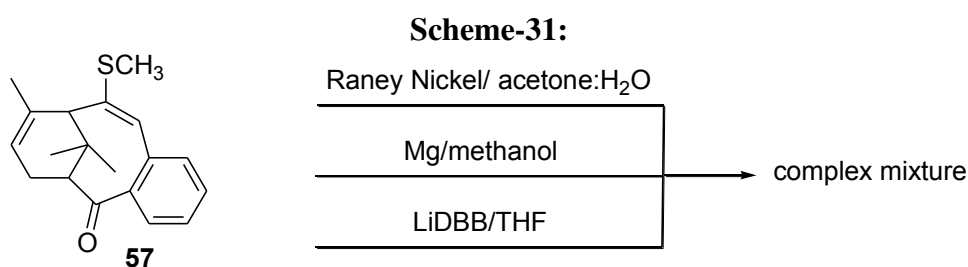 Scheme-31:
SCH₃
Raney Nickel/ acetone:H₂O
Mg/methanol
complex mixture
LiDBB/THF
O
57